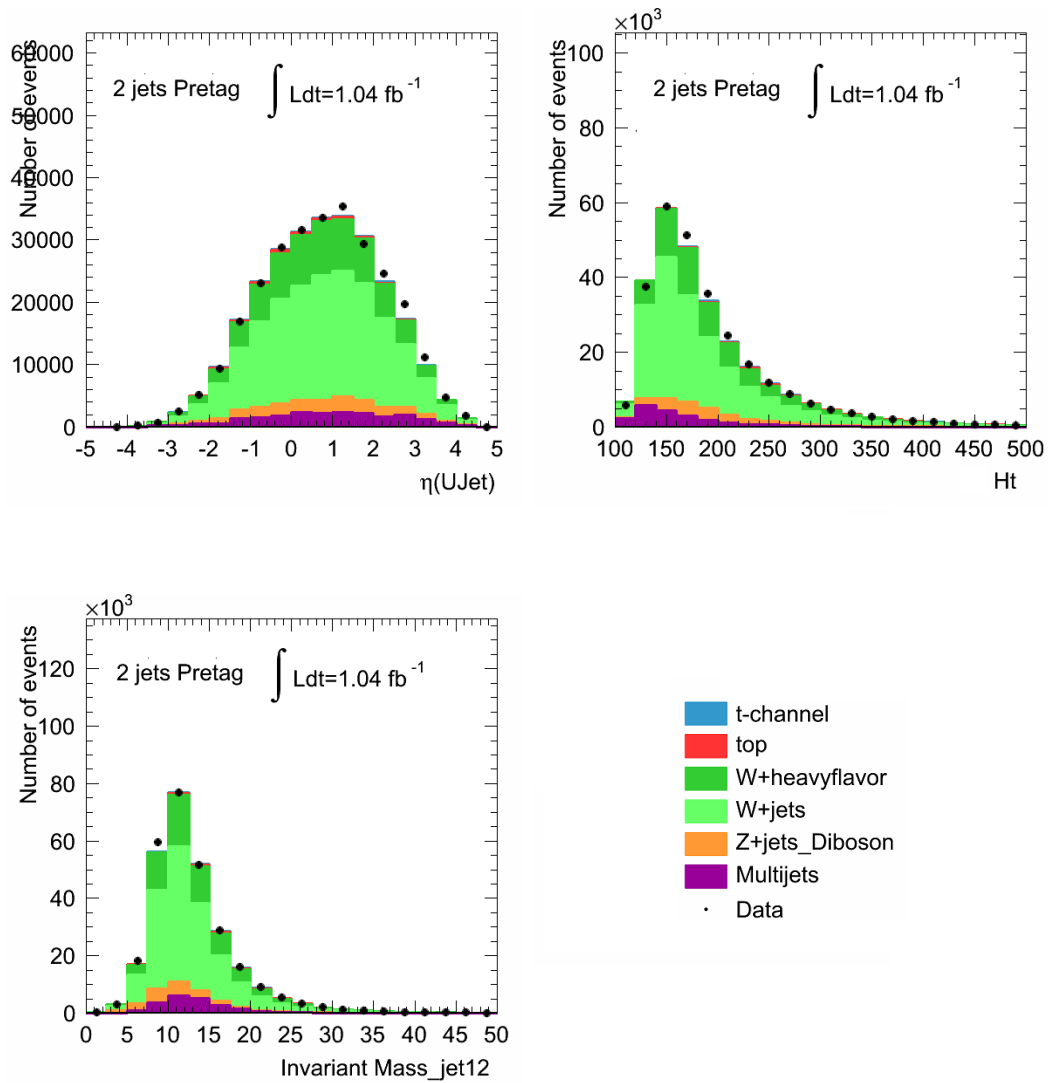 Number of events
60000
50000
40000
30000
20000
10000
0
2 jets Pretag ∫ Ldt=1.04 fb⁻¹
-5 -4 -3 -2 -1 0 1 2 3 4 5
η(UJet)
×10³
Number of events
100
80
60
40
20
0
2 jets Pretag ∫ Ldt=1.04 fb⁻¹
100 150 200 250 300 350 400 450 500
Ht
×10³
Number of events
120
100
80
60
40
20
0
2 jets Pretag ∫ Ldt=1.04 fb⁻¹
0 5 10 15 20 25 30 35 40 45 50
Invariant Mass_jet12
t-channel
top
W+heavyflavor
W+jets
Z+jets_Diboson
Multijets
Data